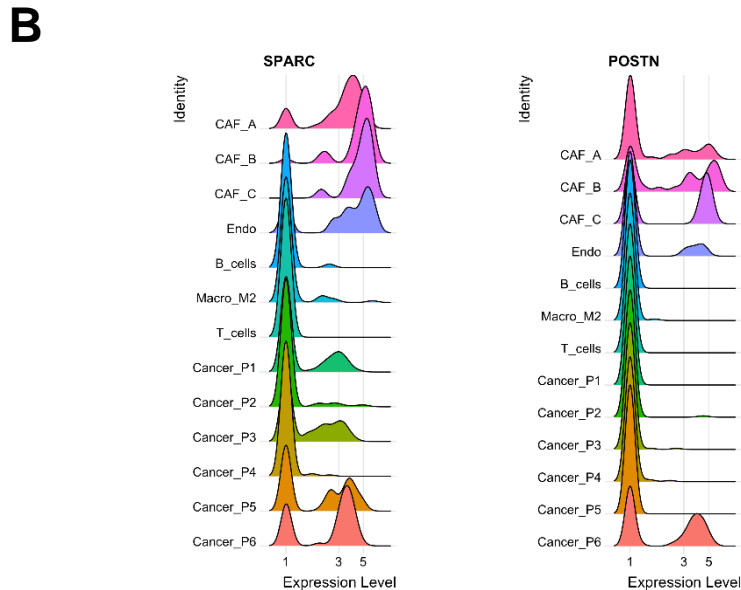 B
SPARC
Identity
CAF_A
CAF_B
CAF_C
Endo
B_cells
Macro_M2
T_cells
Cancer_P1
Cancer_P2
Cancer_P3
Cancer_P4
Cancer_P5
Cancer_P6
1 3 5
Expression Level
POSTN
Identity
CAF_A
CAF_B
CAF_C
Endo
B_cells
Macro_M2
T_cells
Cancer_P1
Cancer_P2
Cancer_P3
Cancer_P4
Cancer_P5
Cancer_P6
1 3 5
Expression Level